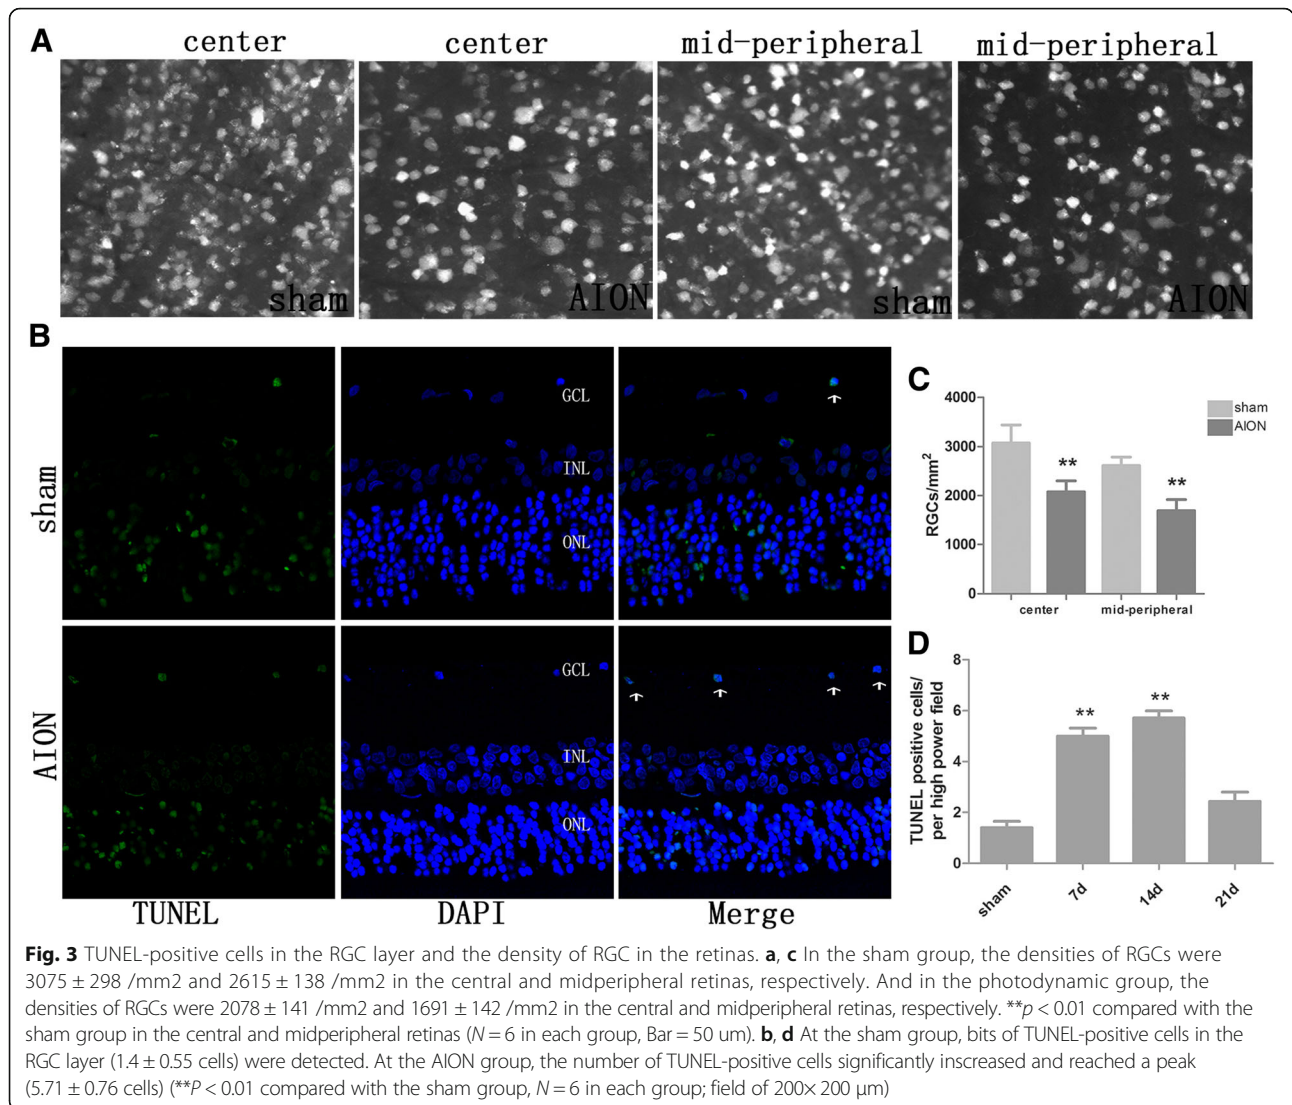 A
center
center
mid-peripheral
mid-peripheral
sham
AION
sham
AION
B
sham
GCL
INL
ONL
AION
GCL
INL
ONL
TUNEL
DAPI
Merge
C
4000
3000
2000
1000
0
RGCs/mm²
**
**
sham
AION
center
mid-peripheral
D
8
6
4
2
0
TUNEL positive cells/
per high power field
**
**
sham
7d
14d
21d
Fig. 3 TUNEL-positive cells in the RGC layer and the density of RGC in the retinas. a, c In the sham group, the densities of RGCs were
3075 ± 298 /mm2 and 2615 ± 138 /mm2 in the central and midperipheral retinas, respectively. And in the photodynamic group, the
densities of RGCs were 2078 ± 141 /mm2 and 1691 ± 142 /mm2 in the central and midperipheral retinas, respectively. **p < 0.01 compared with the
sham group in the central and midperipheral retinas (N = 6 in each group, Bar = 50 um). b, d At the sham group, bits of TUNEL-positive cells in the
RGC layer (1.4 ± 0.55 cells) were detected. At the AION group, the number of TUNEL-positive cells significantly inscreased and reached a peak
(5.71 ± 0.76 cells) (**P < 0.01 compared with the sham group, N = 6 in each group; field of 200× 200 μm)